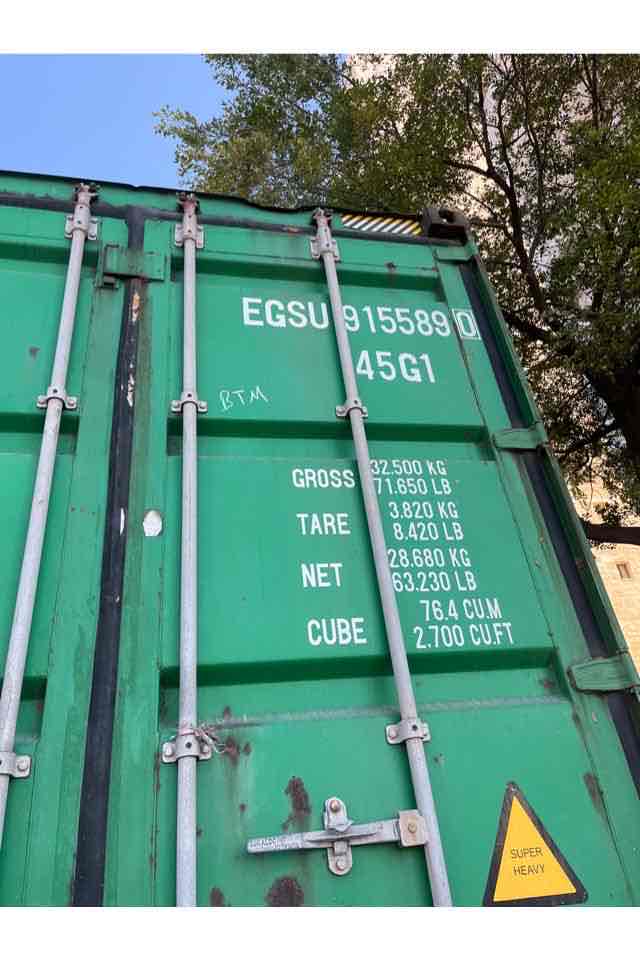 EGSU 915589 0
45G1
BTM
GROSS 32.500 KG
71.650 LB
TARE 3.820 KG
8.420 LB
NET 28.680 KG
63.230 LB
CUBE 76.4 CU.M
2.700 CU.FT
SUPER
HEAVY